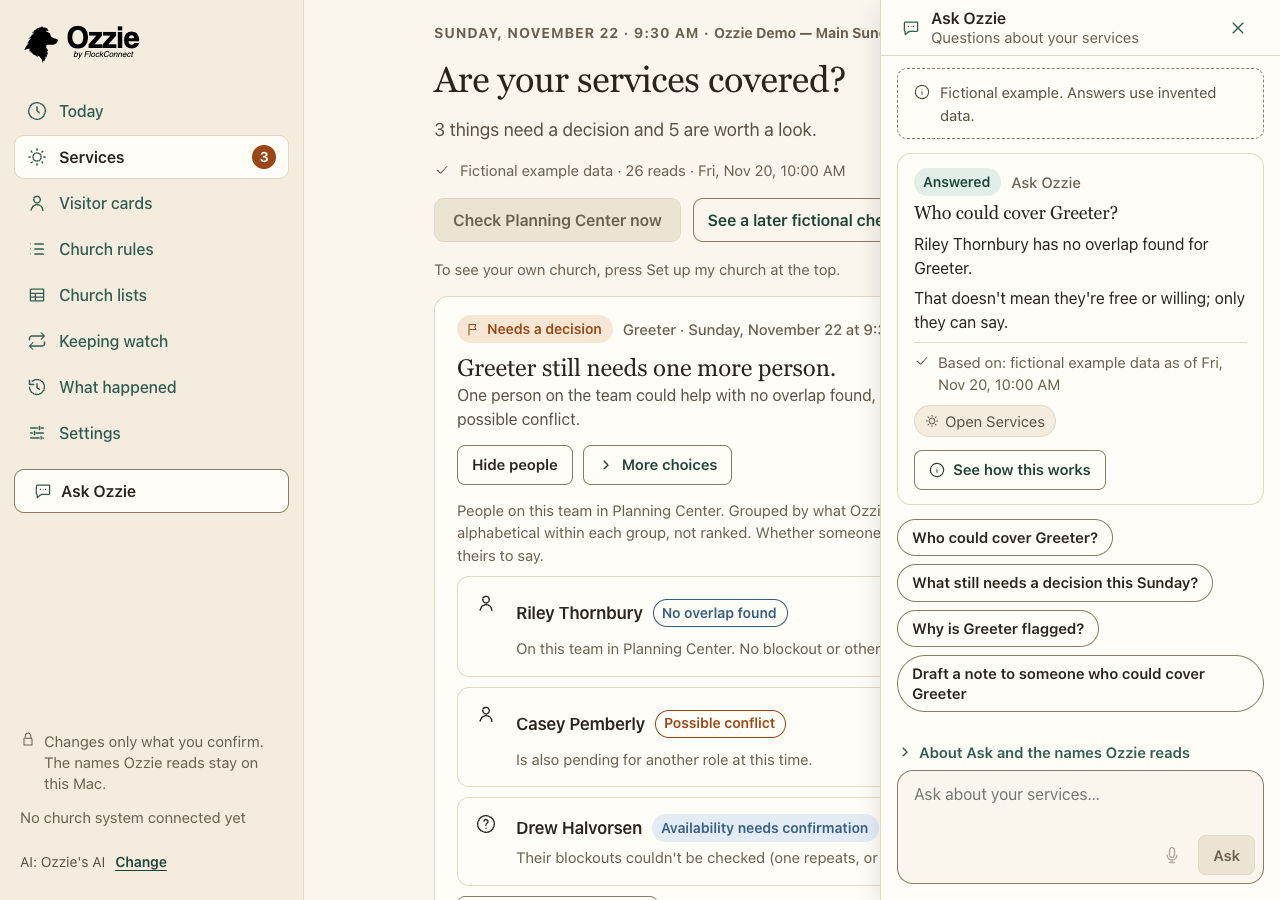 Ozzie
by FlockConnect
Today
Services
3
Visitor cards
Church rules
Church lists
Keeping watch
What happened
Settings
Ask Ozzie
Changes only what you confirm.
The names Ozzie reads stay on
this Mac.
No church system connected yet
AI: Ozzie's AI Change
SUNDAY, NOVEMBER 22 · 9:30 AM · Ozzie Demo — Main
Are your services covered?
3 things need a decision and 5 are worth a look.
Fictional example data · 26 reads · Fri, Nov 20, 10:00 AM
Check Planning Center now
See a later fictional
To see your own church, press Set up my church at the top.
Needs a decision
Greeter · Sunday, November 22 at
Greeter still needs one more person.
One person on the team could help with no overlap found,
possible conflict.
Hide people
More choices
People on this team in Planning Center. Grouped by what
alphabetical within each group, not ranked. Whether someone
theirs to say.
Riley Thornbury
No overlap found
On this team in Planning Center. No blockout or other
Casey Pemberly
Possible conflict
Is also pending for another role at this time.
Drew Halvorsen
Availability needs confirmation
Their blockouts couldn't be checked (one repeats, or
Ask Ozzie
Questions about your services
Fictional example. Answers use invented
data.
Answered
Ask Ozzie
Who could cover Greeter?
Riley Thornbury has no overlap found for
Greeter.
That doesn't mean they're free or willing; only
they can say.
Based on: fictional example data as of Fri,
Nov 20, 10:00 AM
Open Services
See how this works
Who could cover Greeter?
What still needs a decision this Sunday?
Why is Greeter flagged?
Draft a note to someone who could cover
Greeter
About Ask and the names Ozzie reads
Ask about your services...
Ask